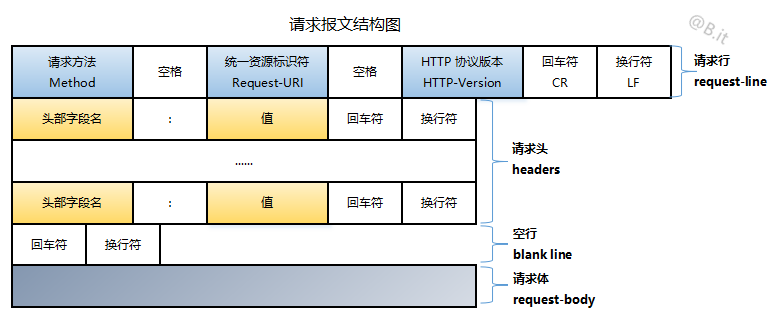 请求报文结构图
@B.it
请求方法
Method
空格
统一资源标识符
Request-URI
空格
HTTP 协议版本
HTTP-Version
回车符
CR
换行符
LF
请求行
request-line
头部字段名
:
值
回车符
换行符
......
请求头
headers
头部字段名
:
值
回车符
换行符
回车符
换行符
空行
blank line
请求体
request-body